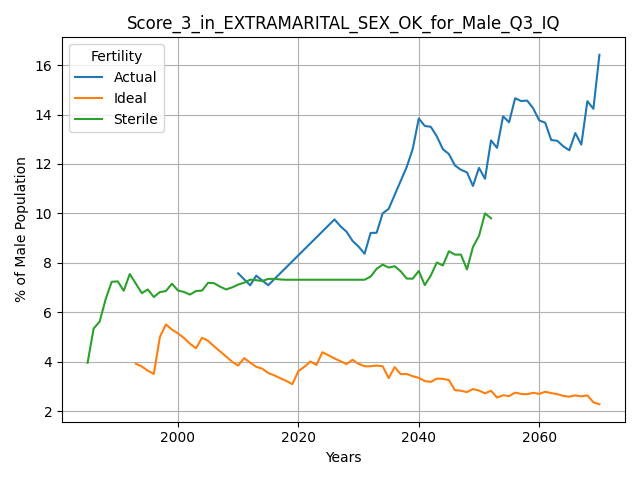 Score_3_in_EXTRAMARITAL_SEX_OK_for_Male_Q3_IQ
Fertility
Actual
Ideal
Sterile
% of Male Population
16
14
12
10
8
6
4
2
2000
2020
2040
2060
Years